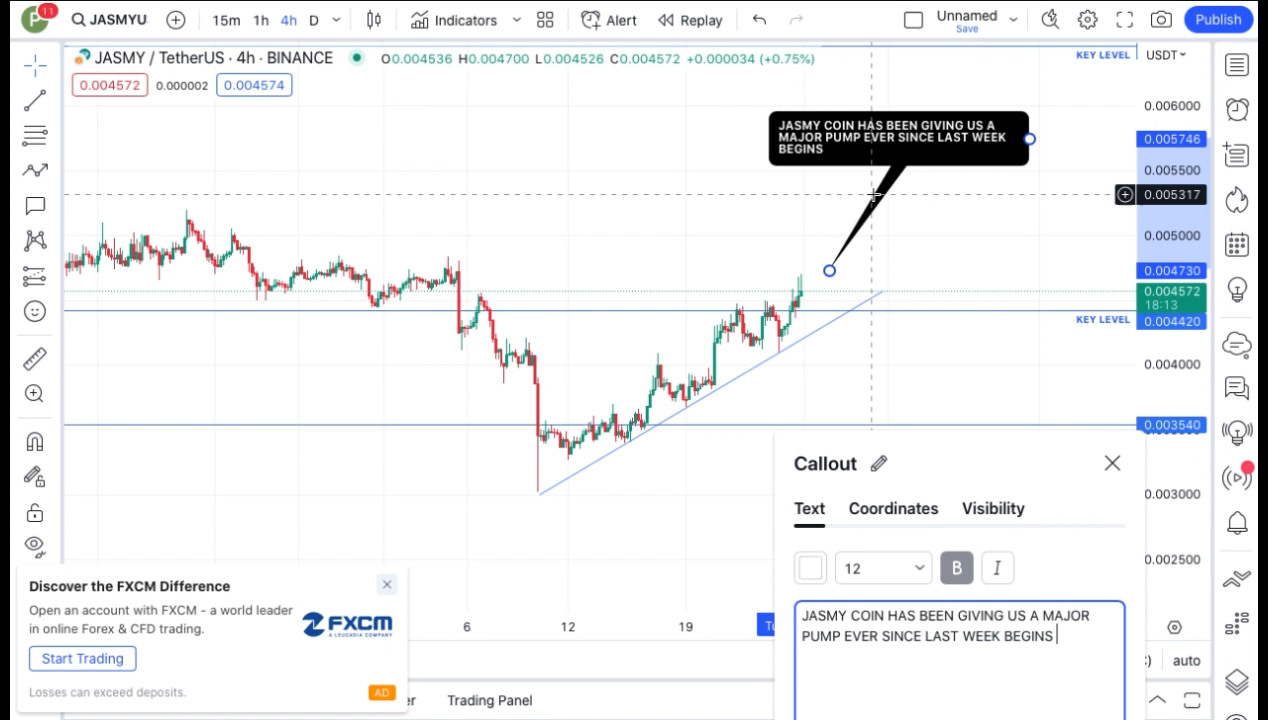 P 11 JASMYU 15m 1h 4h D Indicators Alert Replay Unnamed Save Publish
JASMY / TetherUS · 4h · BINANCE O0.004536 H0.004700 L0.004526 C0.004572 +0.000034 (+0.75%) KEY LEVEL USDT
0.004572 0.000002 0.004574
0.006000
JASMY COIN HAS BEEN GIVING US A
MAJOR PUMP EVER SINCE LAST WEEK
BEGINS
0.005746
0.005500
0.005317
0.005000
0.004730
0.004572
18:13
KEY LEVEL 0.004420
0.004000
0.003540
Callout
0.003000
Text Coordinates Visibility
0.002500
12 B I
Discover the FXCM Difference
Open an account with FXCM - a world leader
in online Forex & CFD trading.
FXCM
A LEUCADIA COMPANY
Start Trading
Losses can exceed deposits. AD
6 12 19 Tu
JASMY COIN HAS BEEN GIVING US A MAJOR
PUMP EVER SINCE LAST WEEK BEGINS
auto
er Trading Panel